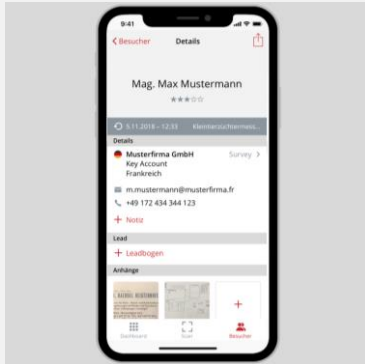 9:41
Besucher Details
Mag. Max Mustermann
5.11.2018 – 12:33
Details
Musterfirma GmbH Survey
Key Account
Frankreich
m.mustermann@musterfirma.fr
+49 172 434 344 123
+ Notiz
Lead
+ Leadbogen
Anhänge
+
Dashboard Scan Besucher